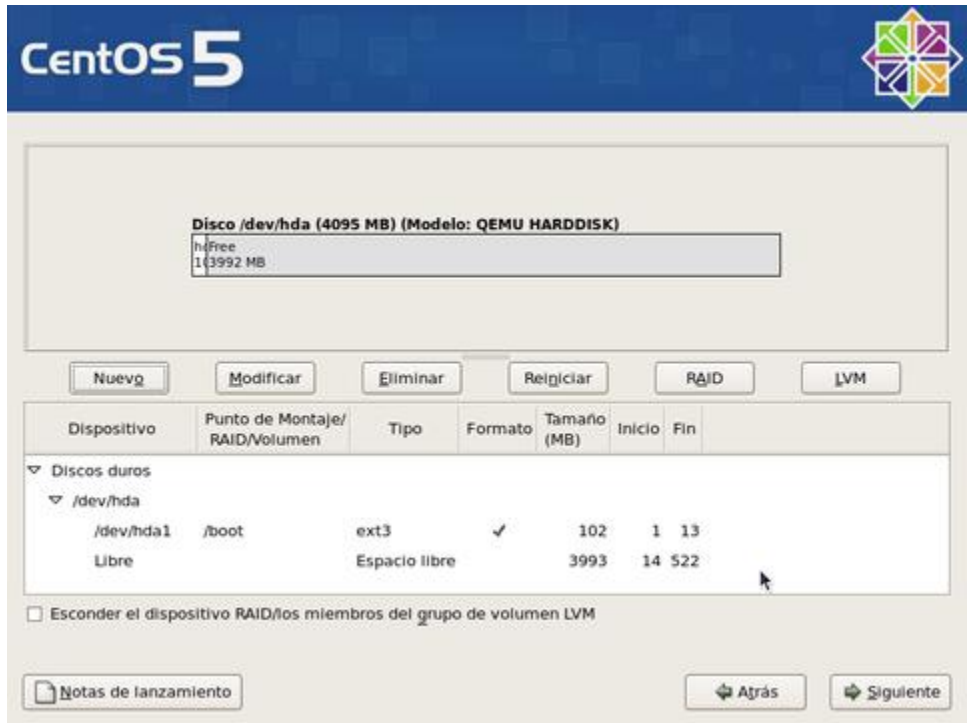 CentOS 5
Disco /dev/hda (4095 MB) (Modelo: QEMU HARDDISK)
Free
3992 MB
Nuevo Modificar Eliminar Reiniciar RAID LVM
Dispositivo Punto de Montaje/ RAID/Volumen Tipo Formato Tamaño (MB) Inicio Fin
Discos duros
/dev/hda
/dev/hda1 /boot ext3 102 1 13
Libre Espacio libre 3993 14 522
Esconder el dispositivo RAID/los miembros del grupo de volumen LVM
Notas de lanzamiento Atrás Siguiente